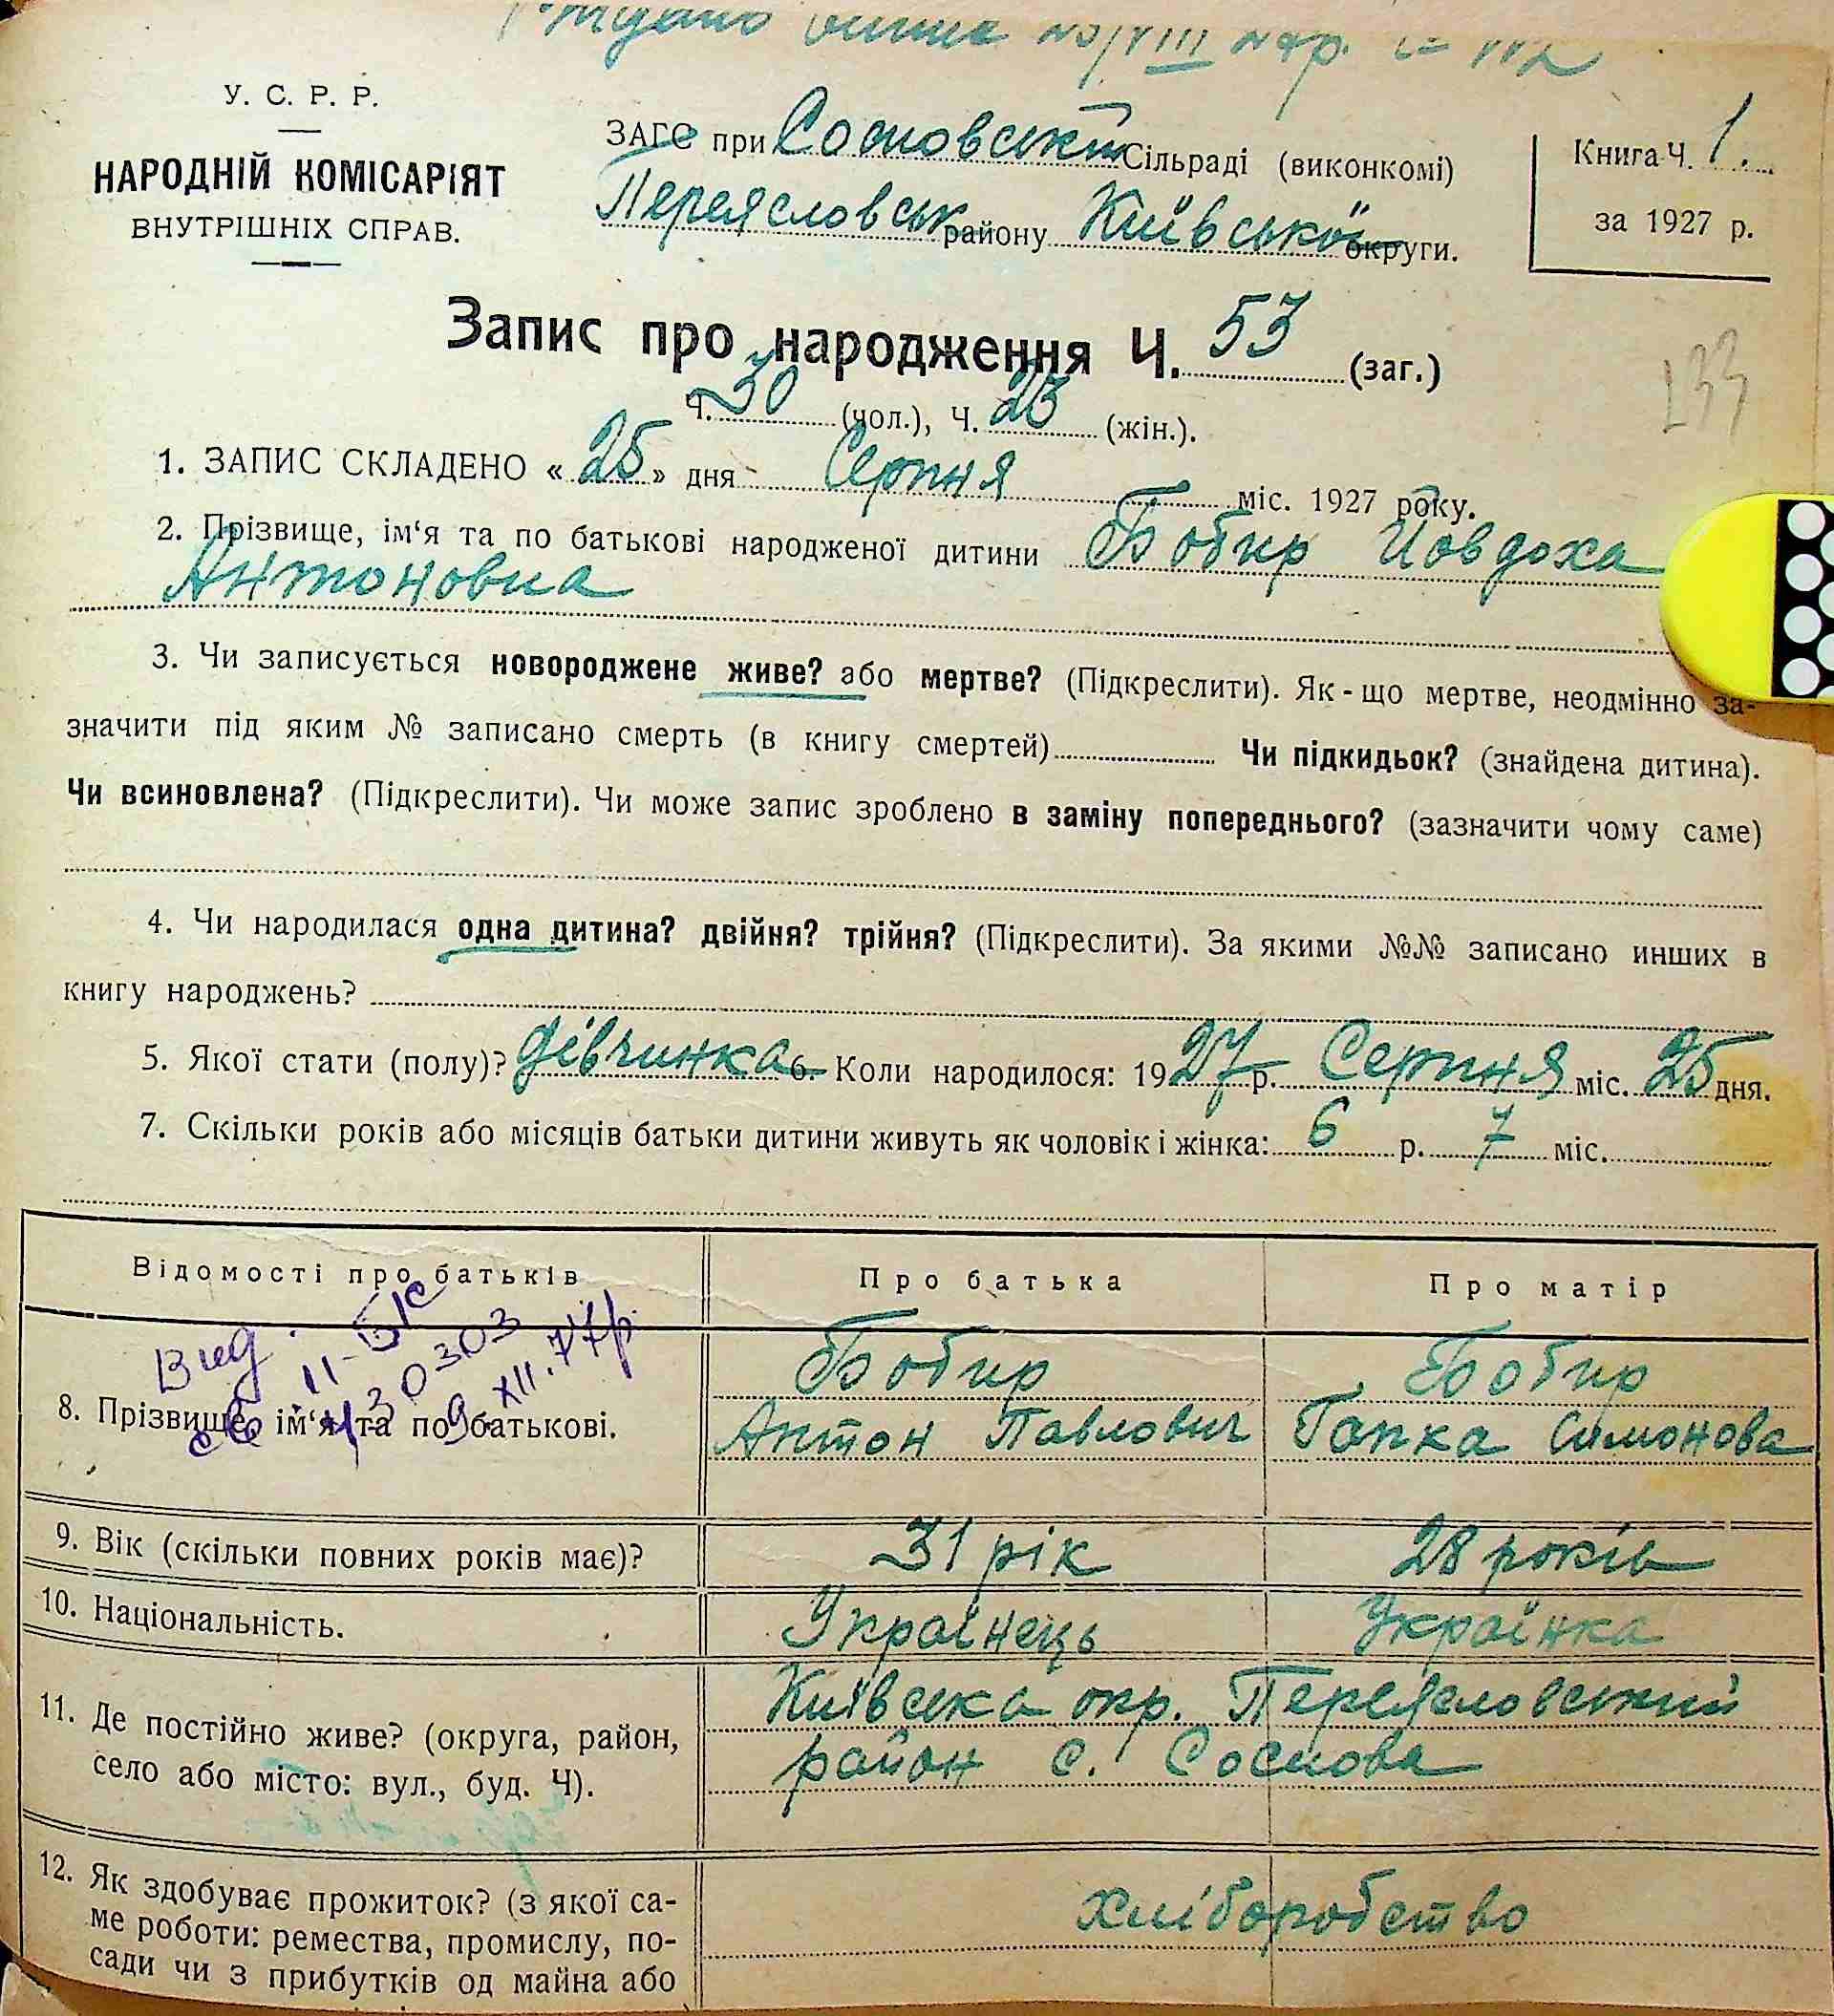 У. С. Р. Р.
НАРОДНІЙ КОМІСАРІЯТ
ВНУТРІШНІХ СПРАВ.
ЗАГС при Сосновській Сільраді (виконкомі)
Переясловськ району Київської округи.
Книга Ч. 1.
за 1927 р.
Запис про народження Ч. 53 (заг.)
Ч. 30 (чол.), Ч. 23 (жін.).
133
1. ЗАПИС СКЛАДЕНО « 25 » дня Серпня міс. 1927 року.
2. Прізвище, ім‘я та по батькові народженої дитини Бобир Йовдоха
Антоновна
3. Чи записується новороджене живе? або мертве? (Підкреслити). Як-що мертве, неодмінно за-
значити під яким № записано смерть (в книгу смертей) Чи підкидьок? (знайдена дитина).
Чи всиновлена? (Підкреслити). Чи може запис зроблено в заміну попереднього? (зазначити чому саме)
4. Чи народилася одна дитина? двійня? трійня? (Підкреслити). За якими №№ записано инших в
книгу народжень?
5. Якої стати (полу)? дівчинка 6. Коли народилося: 1927 р. Серпня міс. 25 дня.
7. Скільки років або місяців батьки дитини живуть як чоловік і жінка: 6 р. 7 міс.
Відомості про батьків Про батька Про матір
8. Прізвище, ім‘я та по батькові.
Бобир
Антон Павлович
Бобир
Гапка Симонова
9. Вік (скільки повних років має)? 31 рік 28 років
10. Національність. Українець Українка
11. Де постійно живе? (округа, район,
село або місто: вул., буд. Ч).
Київська окр. Переясловський
район с. Соснова
12. Як здобуває прожиток? (з якої са-
ме роботи: ремества, промислу, по-
сади чи з прибутків од майна або
хліборобство